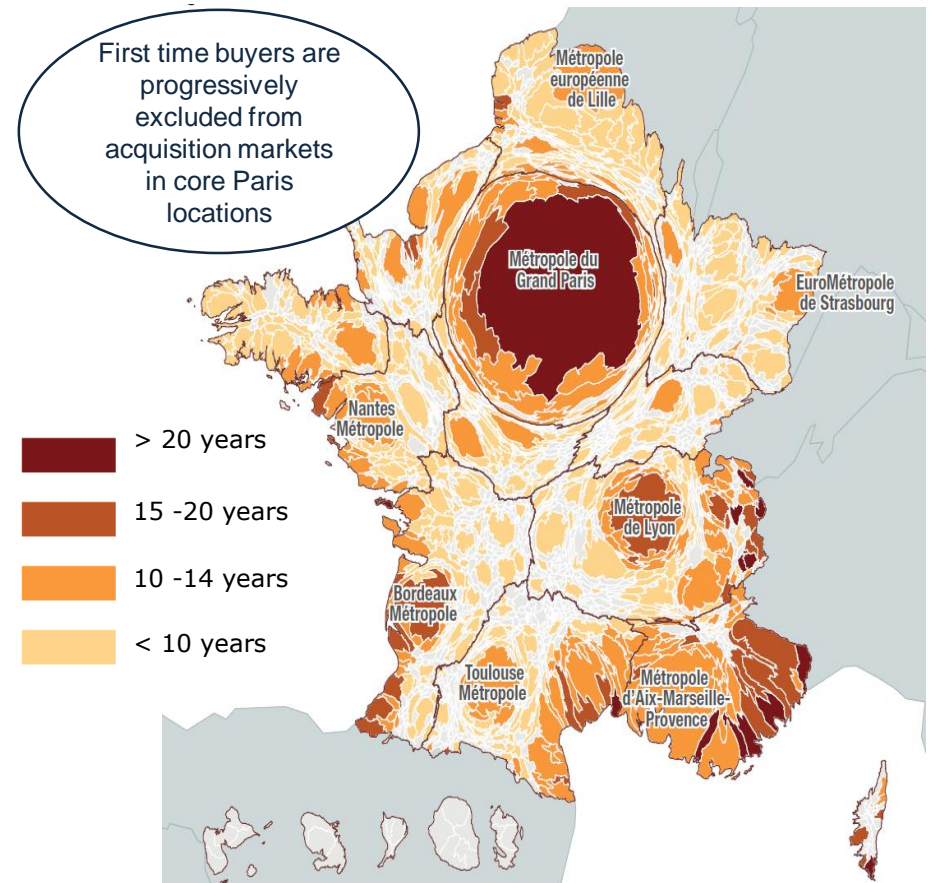 First time buyers are
progressively
excluded from
acquisition markets
in core Paris
locations
Métropole
européenne
de Lille
Métropole du
Grand Paris
EuroMétropole
de Strasbourg
Nantes
Métropole
> 20 years
15 -20 years
10 -14 years
< 10 years
Métropole
de Lyon
Bordeaux
Métropole
Toulouse
Métropole
Métropole
d'Aix-Marseille-
Provence